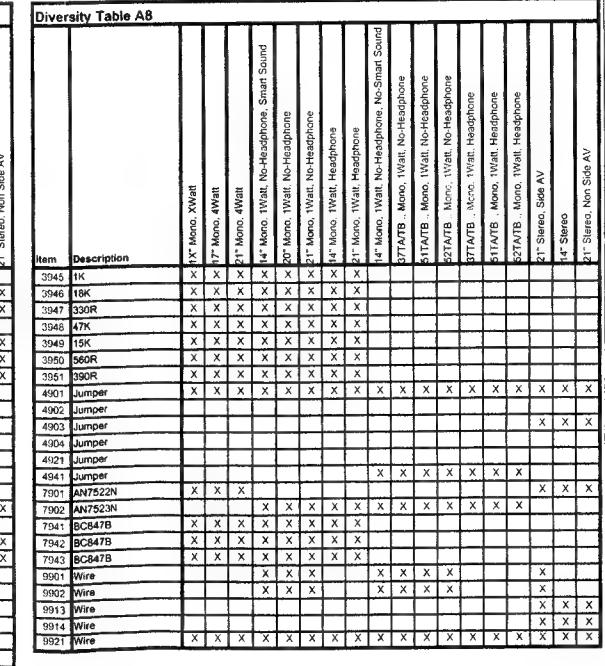 Diversity Table A8
Stereo, Non Side AV
Item Description 1X" Mono, XWatt 17" Mono, 4Watt 21" Mono, 4Watt 14" Mono, 1Watt, No-Headphone, Smart Sound 20" Mono, 1Watt, No-Headphone 21" Mono, 1Watt, No-Headphone 14" Mono, 1Watt, Headphone 21" Mono, 1Watt, Headphone 14" Mono, 1Watt, No-Headphone, No-Smart Sound 37TA/TB .. Mono, 1Watt, No-Headphone 51TA/TB .. Mono, 1Watt, No-Headphone 52TA/TB .. Mono, 1Watt, No-Headphone 37TA/TB .. Mono, 1Watt, Headphone 51TA/TB .. Mono, 1Watt, Headphone 52TA/TB .. Mono, 1Watt, Headphone 21" Stereo, Side AV 14" Stereo 21" Stereo, Non Side AV
3945 1K X X X X X X X X
X 3946 18K X X X X X X X X
X 3947 330R X X X X X X X X
3948 47K X X X X X X X X
X 3949 15K X X X X X X X X
X 3950 560R X X X X X X X X
X 3951 390R X X X X X X X X
4901 Jumper X X X X X X X X X X X X X X X X X X
4902 Jumper
4903 Jumper X X X
4904 Jumper
4921 Jumper
4941 Jumper X X X X X X X
7901 AN7522N X X X X X X
X 7902 AN7523N X X X X X X X X X X X X
7941 BC847B X X X X X X X X
X 7942 BC847B X X X X X X X X
X 7943 BC847B X X X X X X X X
9901 Wire X X X X X X X X
9902 Wire X X X X X X X X
9913 Wire X X X
9914 Wire X X X
9921 Wire X X X X X X X X X X X X X X X X X X